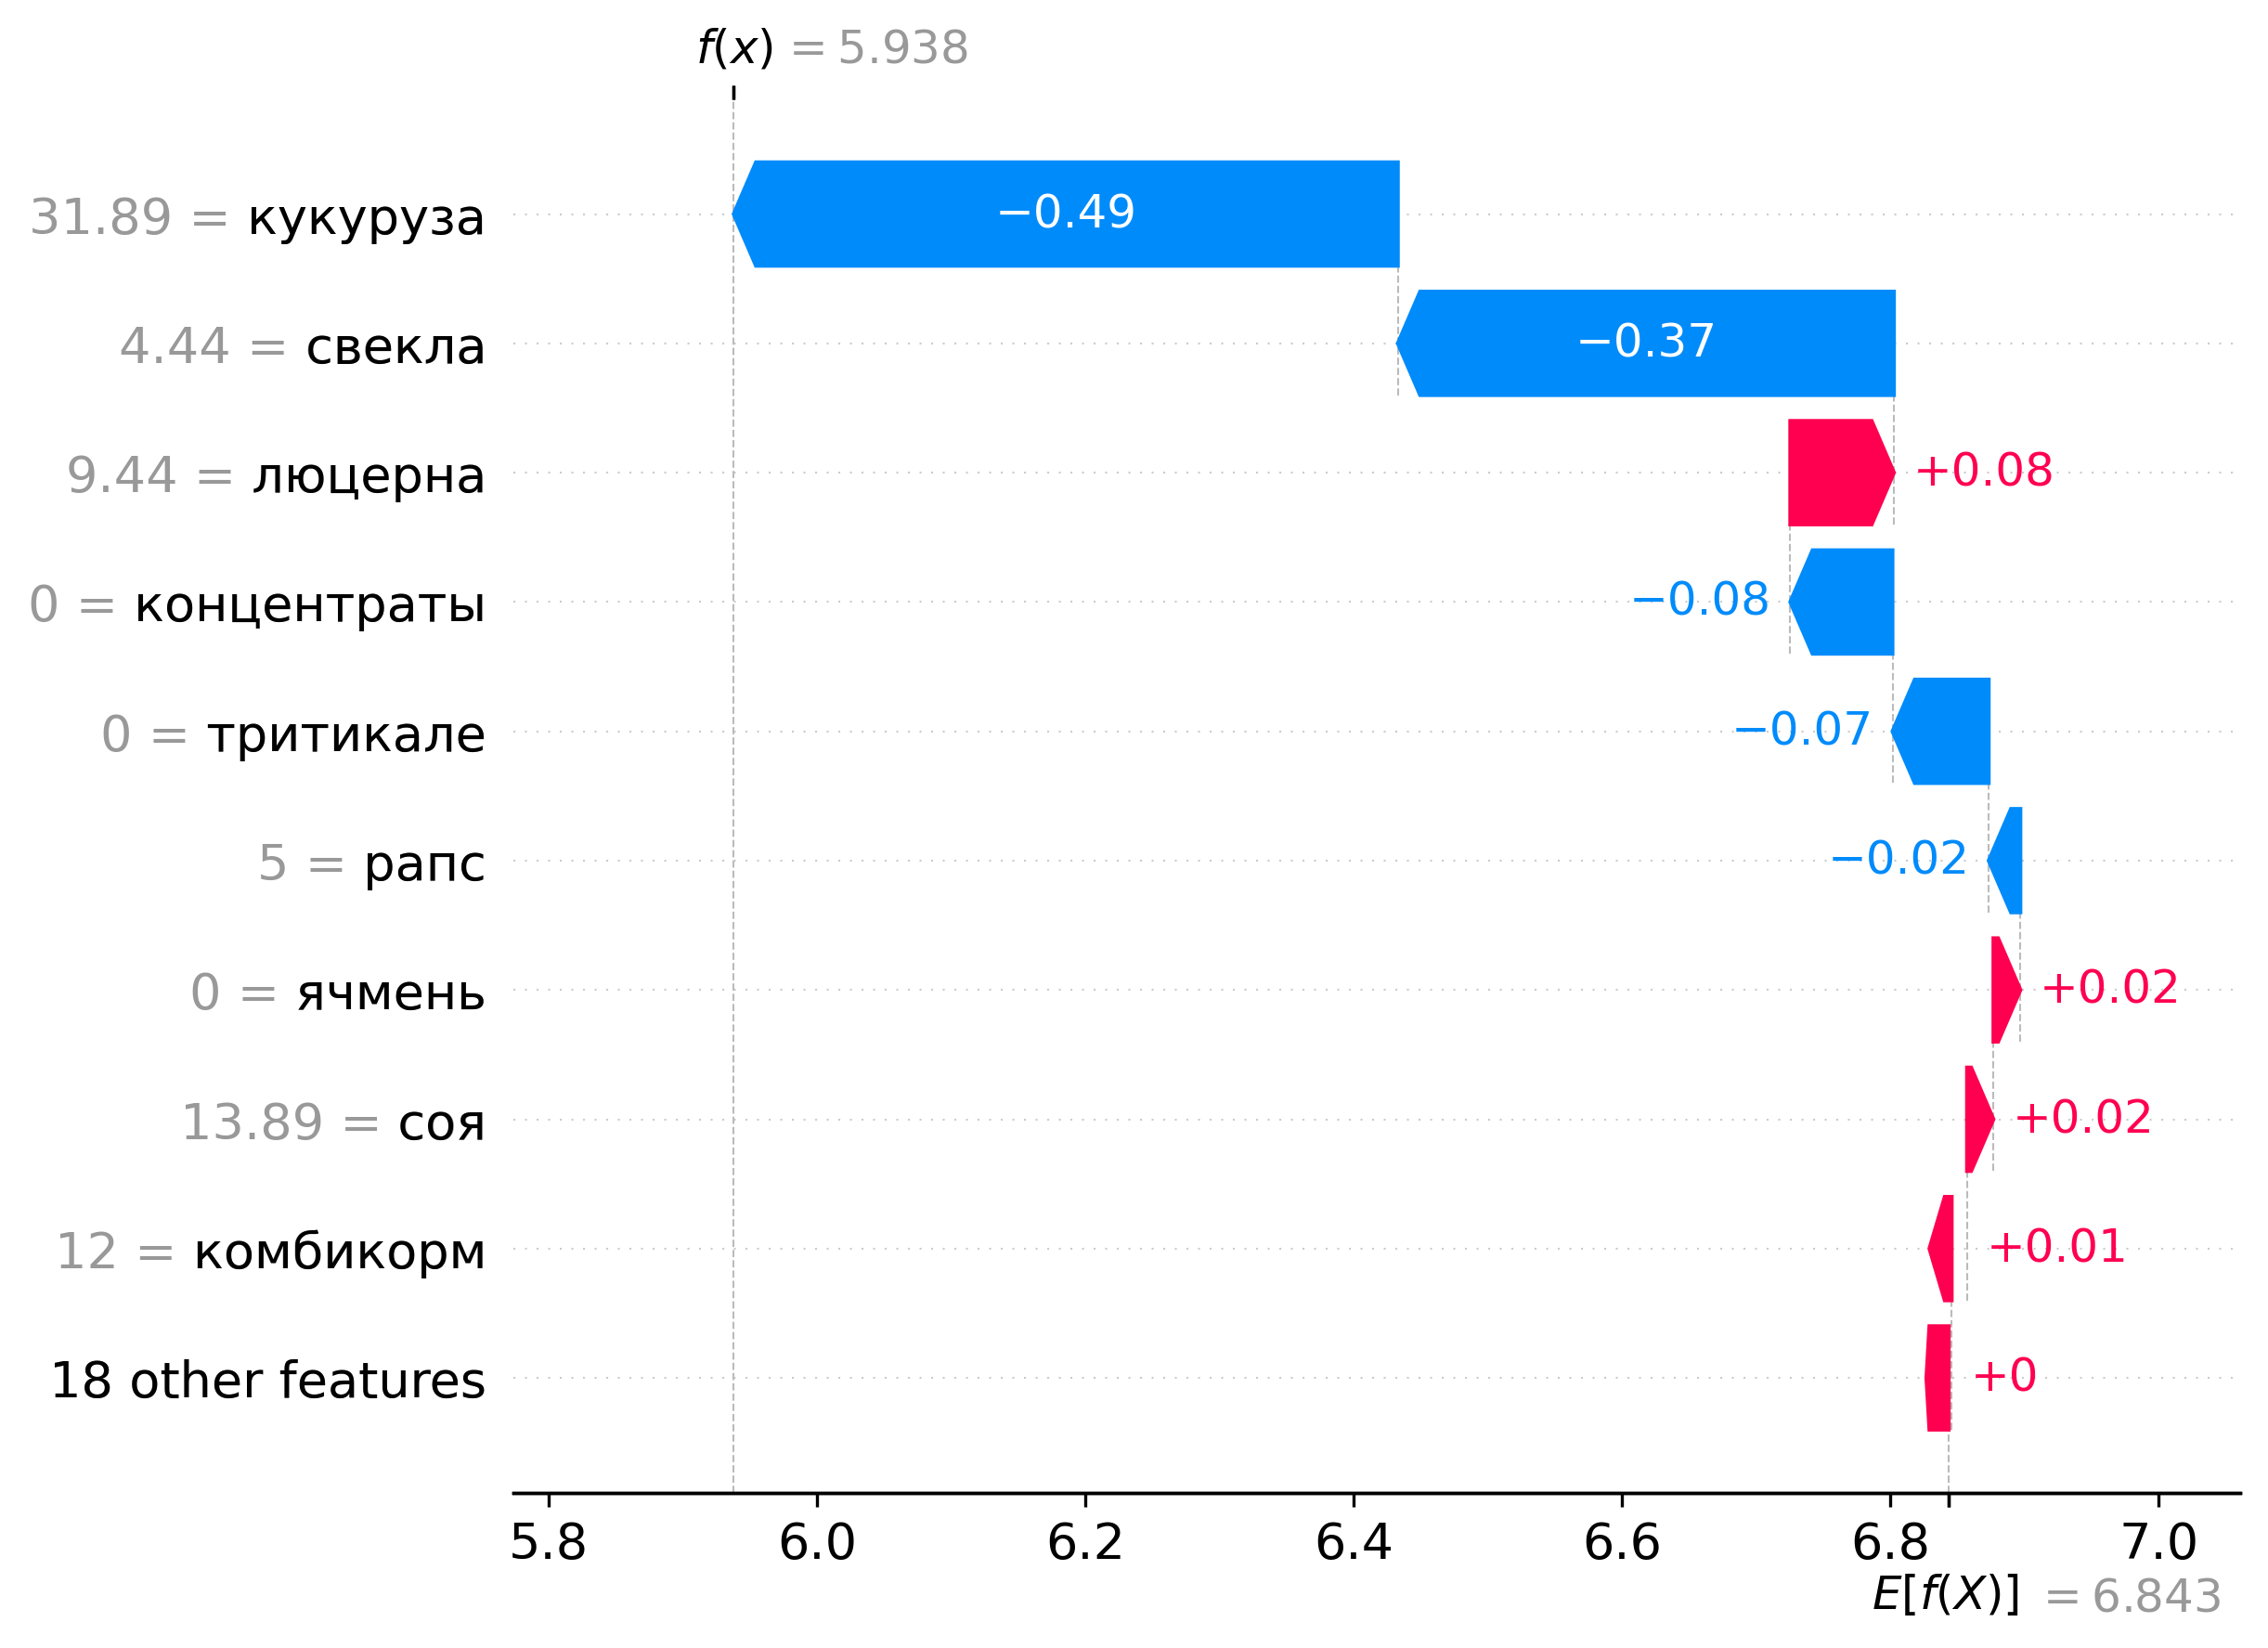 f(x) = 5.938
31.89 = кукуруза
−0.49
4.44 = свекла
−0.37
9.44 = люцерна
+0.08
0 = концентраты
−0.08
0 = тритикале
−0.07
5 = рапс
−0.02
0 = ячмень
+0.02
13.89 = соя
+0.02
12 = комбикорм
+0.01
18 other features
+0
5.8 6.0 6.2 6.4 6.6 6.8 7.0
E[f(X)] = 6.843